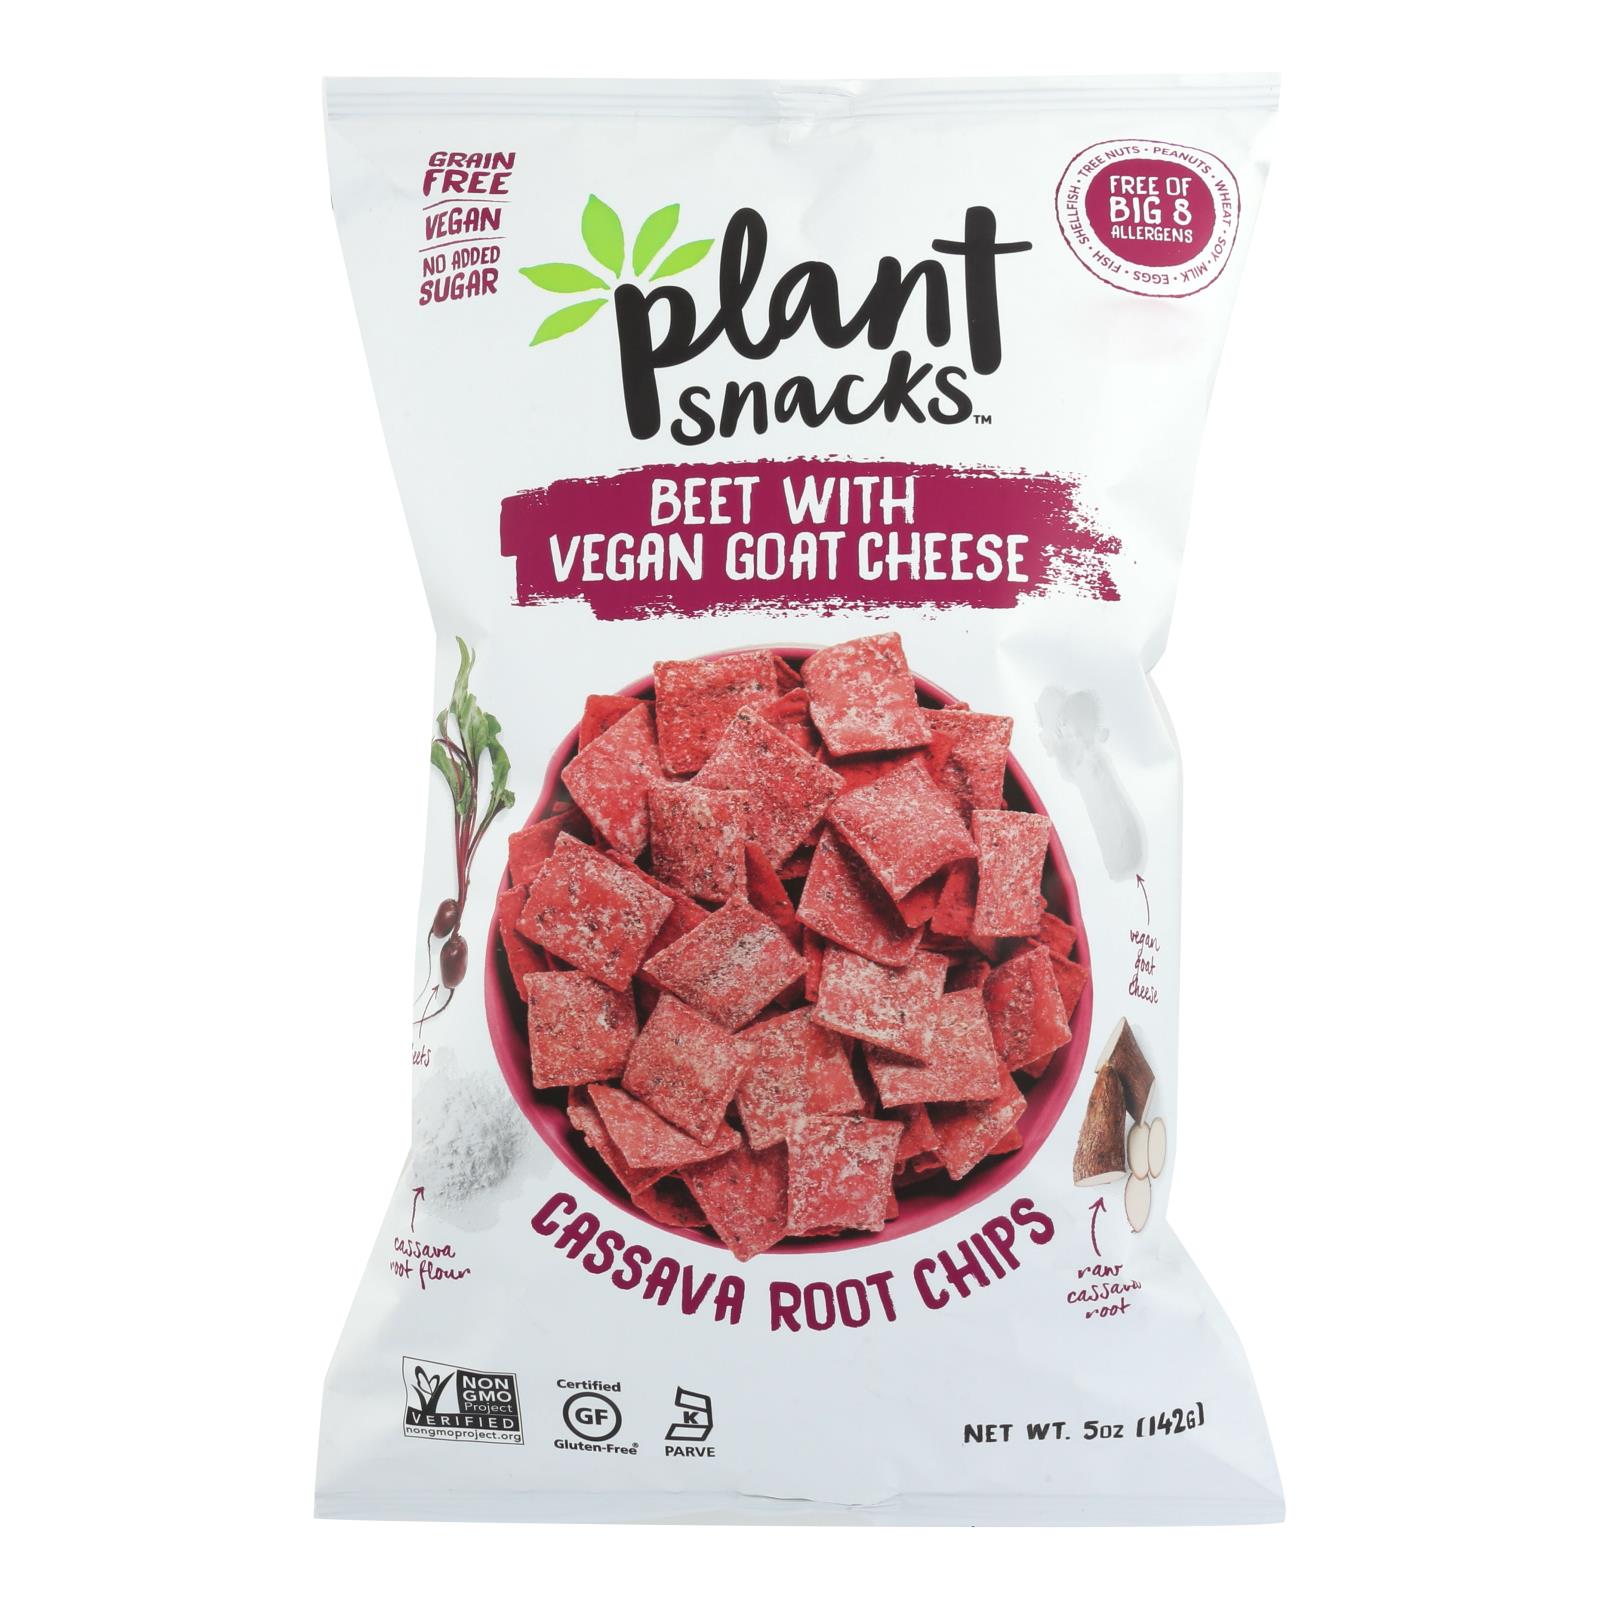 GRAIN
FREE
VEGAN
NO ADDED
SUGAR
plant
snacks™
FREE OF
BIG 8
ALLERGENS
TREE NUTS • PEANUTS • WHEAT • SOY • MILK • EGGS • FISH • SHELLFISH •
BEET WITH
VEGAN GOAT CHEESE
vegan
goat
cheese
cassava
root flour
raw
cassava
root
CASSAVA ROOT CHIPS
NON
GMO
Project
VERIFIED
nongmoproject.org
Certified
GF
Gluten-Free®
K
PARVE
NET WT. 5oz (142G)